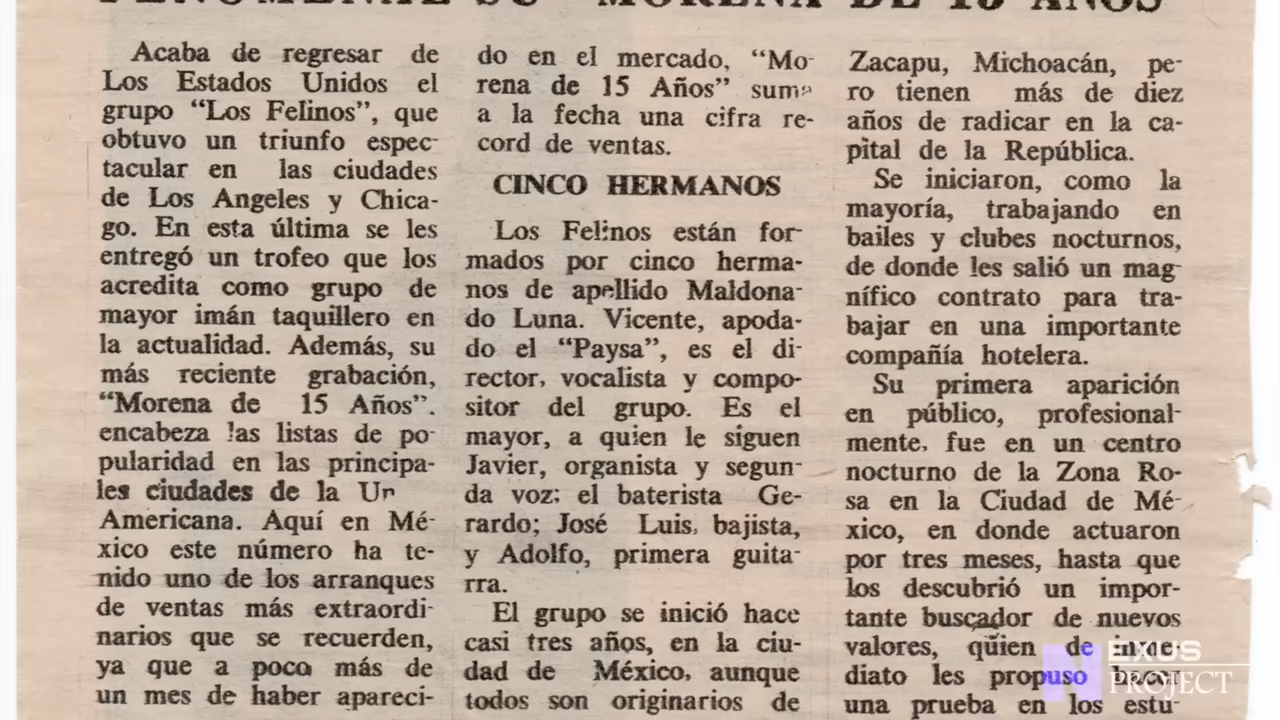 SU "MORENA DE 15 AÑOS"
Acaba de regresar de
Los Estados Unidos el
grupo "Los Felinos", que
obtuvo un triunfo espec-
tacular en las ciudades
de Los Angeles y Chica-
go. En esta última se les
entregó un trofeo que los
acredita como grupo de
mayor imán taquillero en
la actualidad. Además, su
más reciente grabación,
"Morena de 15 Años".
encabeza las listas de po-
pularidad en las principa-
les ciudades de la Un
Americana. Aquí en Mé-
xico este número ha te-
nido uno de los arranques
de ventas más extraordi-
narios que se recuerden,
ya que a poco más de
un mes de haber apareci-
do en el mercado, "Mo-
rena de 15 Años" suma
a la fecha una cifra re-
cord de ventas.
CINCO HERMANOS
Los Felinos están for-
mados por cinco herma-
nos de apellido Maldona-
do Luna. Vicente, apoda-
do el "Paysa", es el di-
rector, vocalista y compo-
sitor del grupo. Es el
mayor, a quien le siguen
Javier, organista y segun-
da voz; el baterista Ge-
rardo; José Luis, bajista,
y Adolfo, primera guita-
rra.
El grupo se inició hace
casi tres años, en la ciu-
dad de México, aunque
todos son originarios de
Zacapu, Michoacán, pe-
ro tienen más de diez
años de radicar en la ca-
pital de la República.
Se iniciaron, como la
mayoría, trabajando en
bailes y clubes nocturnos,
de donde les salió un mag-
nífico contrato para tra-
bajar en una importante
compañía hotelera.
Su primera aparición
en público, profesional-
mente, fue en un centro
nocturno de la Zona Ro-
sa en la Ciudad de Mé-
xico, en donde actuaron
por tres meses, hasta que
los descubrió un impor-
tante buscador de nuevos
valores, quien de inme-
diato les propuso hacer
una prueba en los estu-
NEXUS
PROJECT